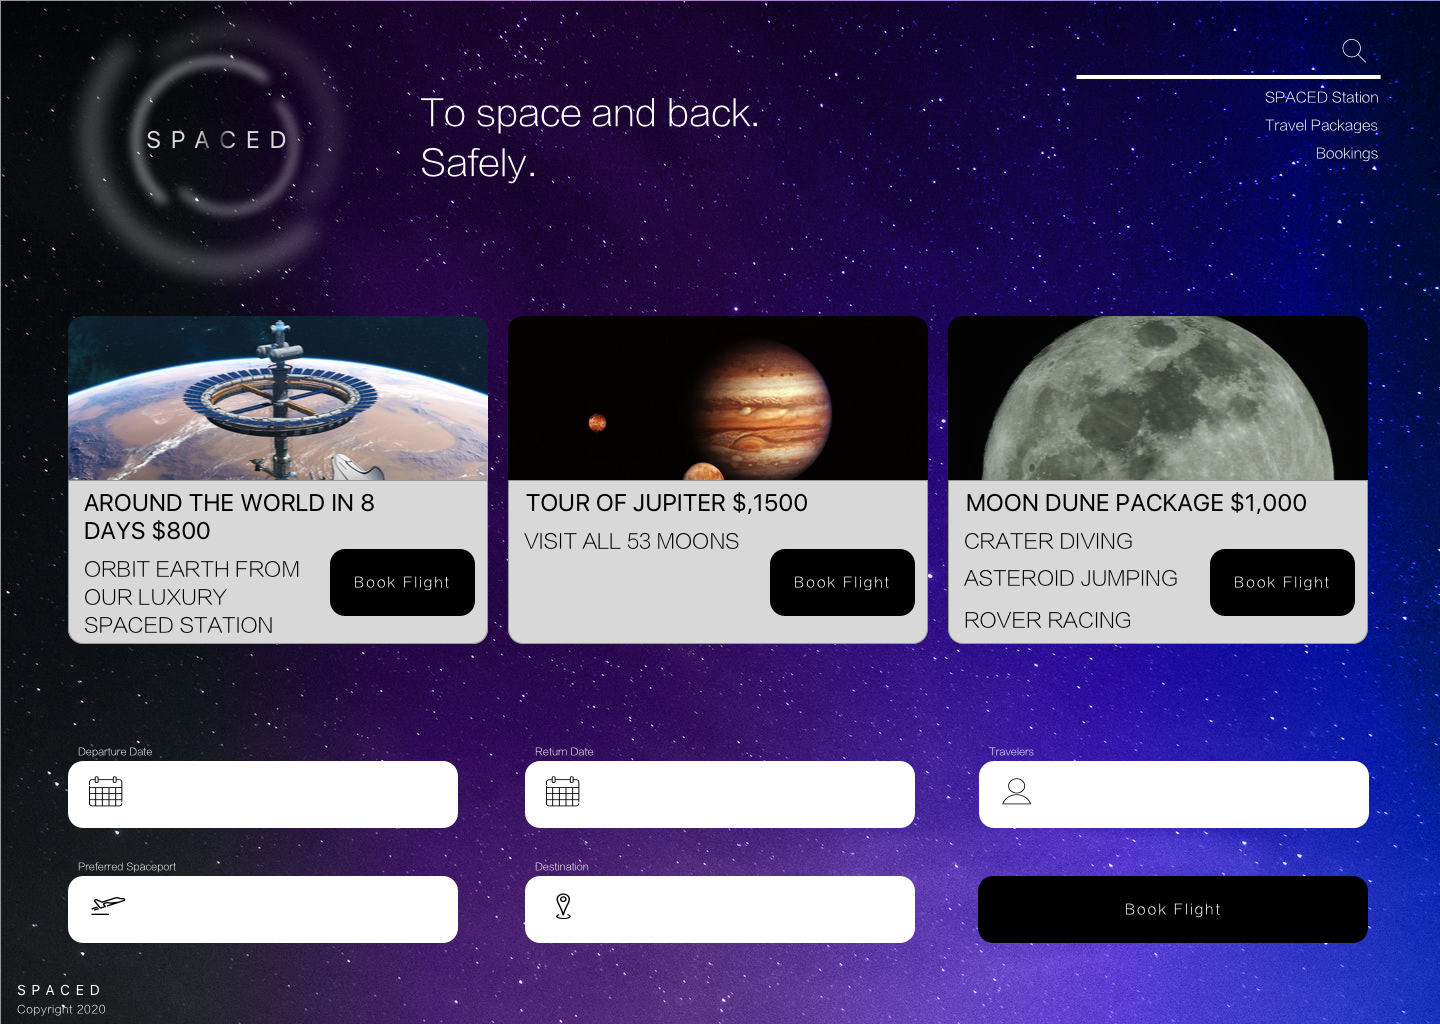 SPACED
To space and back.
Safely.
SPACED Station
Travel Packages
Bookings
AROUND THE WORLD IN 8
DAYS $800
ORBIT EARTH FROM
OUR LUXURY
SPACED STATION
Book Flight
TOUR OF JUPITER $,1500
VISIT ALL 53 MOONS
Book Flight
MOON DUNE PACKAGE $1,000
CRATER DIVING
ASTEROID JUMPING
ROVER RACING
Book Flight
Departure Date
Return Date
Travelers
Preferred Spaceport
Destination
Book Flight
SPACED
Copyright 2020